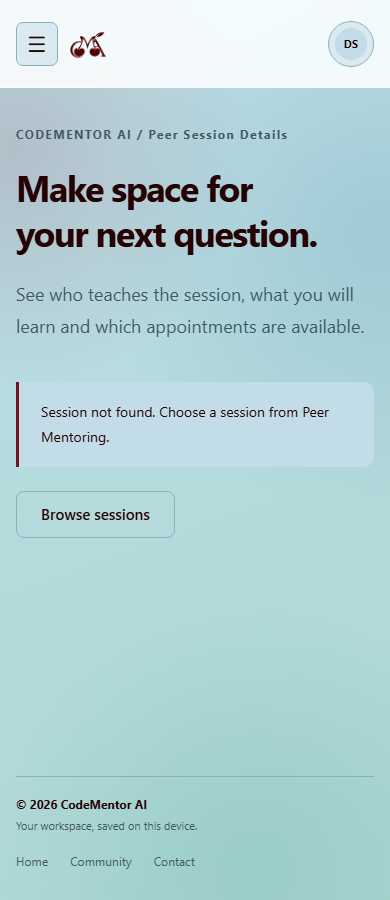 DS
CODEMENTOR AI / Peer Session Details
Make space for
your next question.
See who teaches the session, what you will
learn and which appointments are available.
Session not found. Choose a session from Peer
Mentoring.
Browse sessions
© 2026 CodeMentor AI
Your workspace, saved on this device.
Home Community Contact